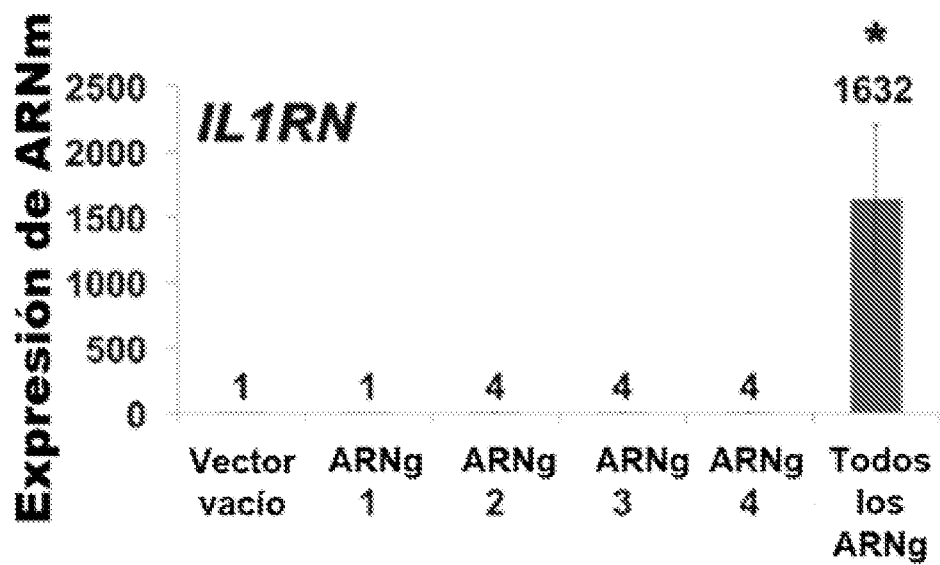 Expresión de ARNm
*
2500
1632
IL1RN
2000
1500
1000
500
0
1
1
4
4
4
Vector
vacío
ARNg
1
ARNg
2
ARNg
3
ARNg
4
Todos
los
ARNg